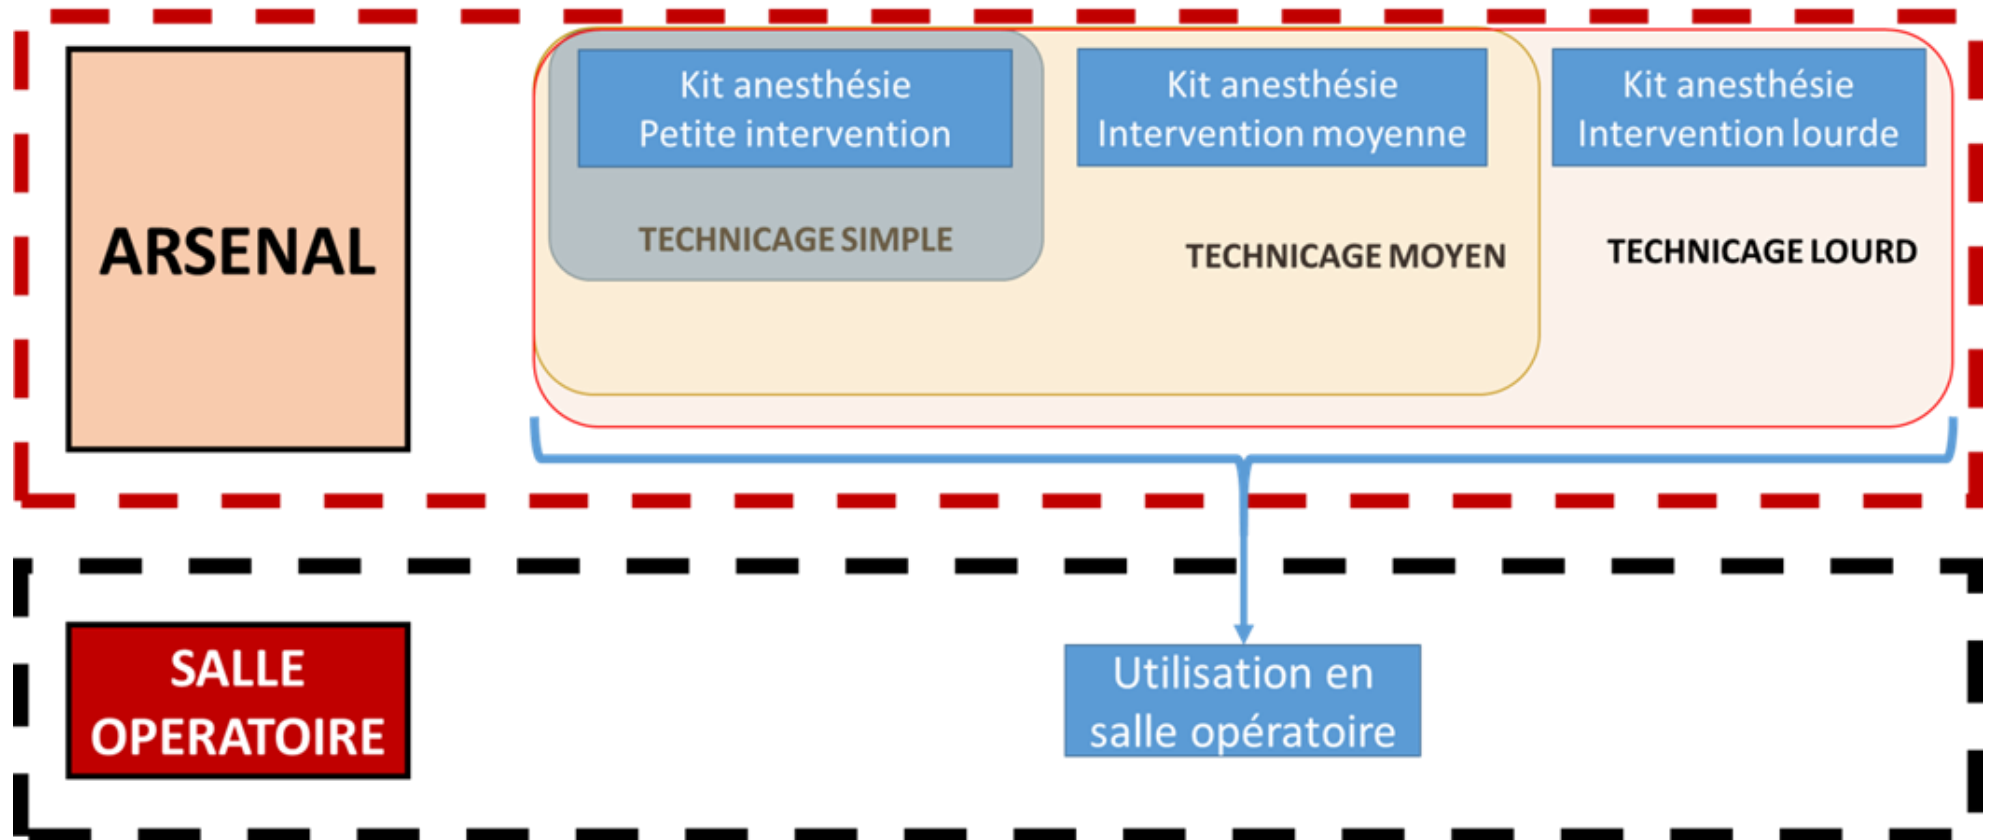 ARSENAL
Kit anesthésie
Petite intervention
TECHNICAGE SIMPLE
Kit anesthésie
Intervention moyenne
TECHNICAGE MOYEN
Kit anesthésie
Intervention lourde
TECHNICAGE LOURD
SALLE
OPERATOIRE
Utilisation en
salle opératoire